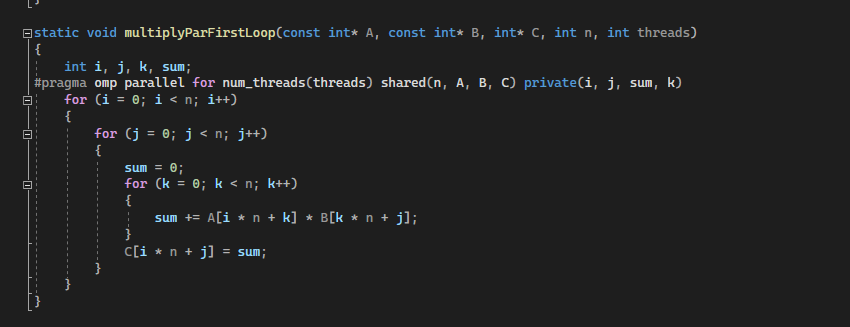 }
static void multiplyParFirstLoop(const int* A, const int* B, int* C, int n, int threads)
{
    int i, j, k, sum;
#pragma omp parallel for num_threads(threads) shared(n, A, B, C) private(i, j, sum, k)
    for (i = 0; i < n; i++)
    {
        for (j = 0; j < n; j++)
        {
            sum = 0;
            for (k = 0; k < n; k++)
            {
                sum += A[i * n + k] * B[k * n + j];
            }
            C[i * n + j] = sum;
        }
    }
}